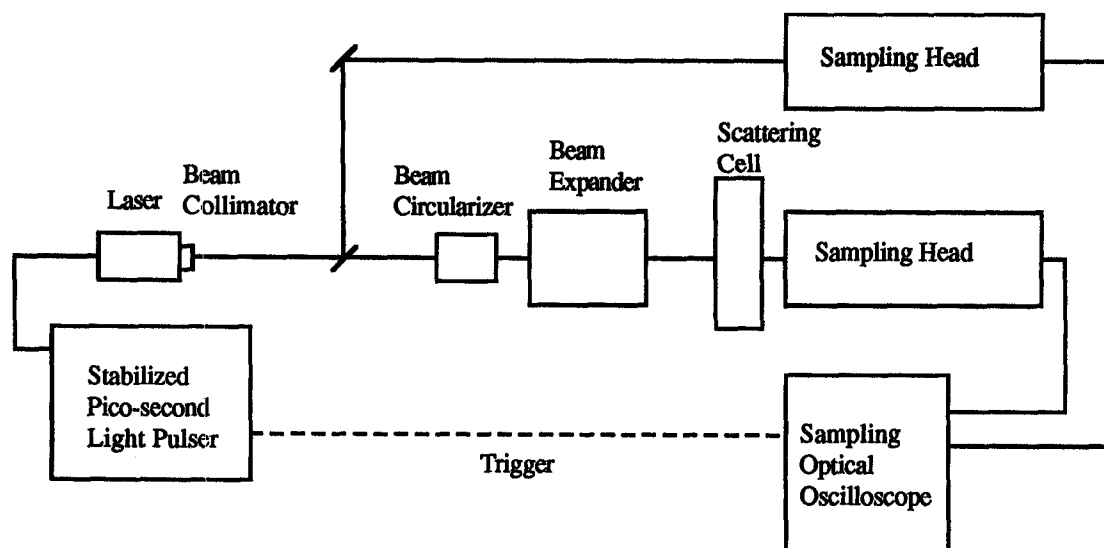 Sampling Head
Scattering
Cell
Beam
Expander
Beam
Circularizer
Beam
Collimator
Laser
Sampling Head
Stabilized
Pico-second
Light Pulser
Trigger
Sampling
Optical
Oscilloscope